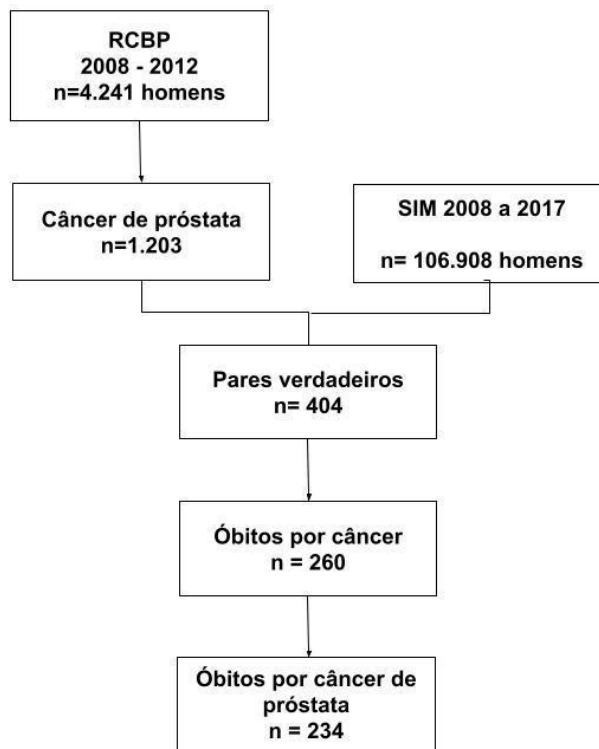 RCBP
2008 - 2012
n=4.241 homens
Câncer de próstata
n=1.203
SIM 2008 a 2017
n= 106.908 homens
Pares verdadeiros
n= 404
Óbitos por câncer
n = 260
Óbitos por câncer de
próstata
n = 234